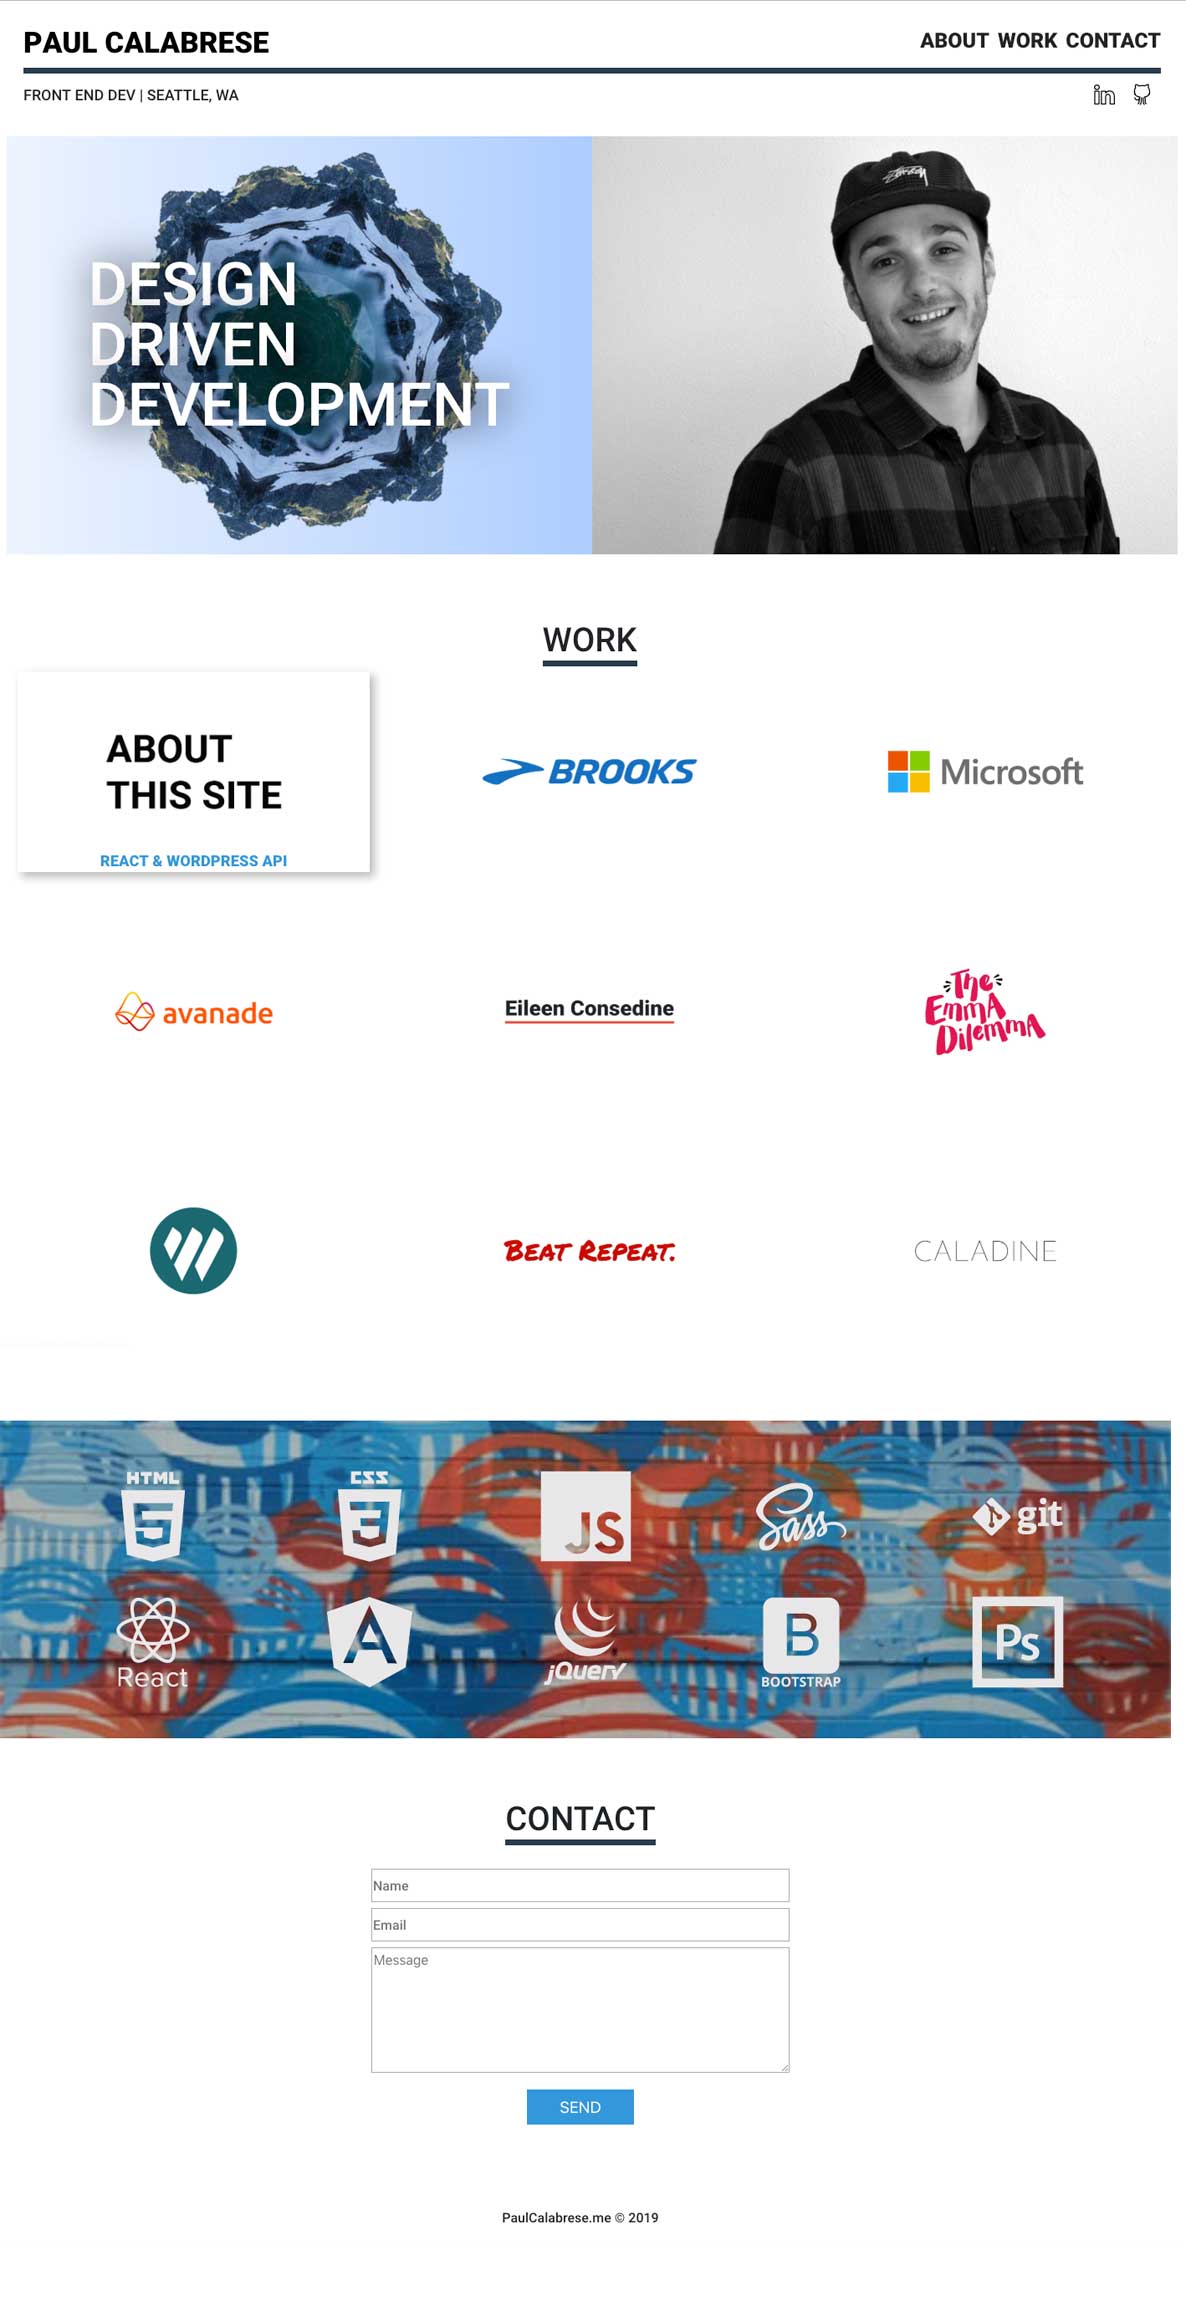 PAUL CALABRESE
ABOUT WORK CONTACT
FRONT END DEV | SEATTLE, WA
in
Stussy
DESIGN
DRIVEN
DEVELOPMENT
WORK
ABOUT
THIS SITE
REACT & WORDPRESS API
BROOKS
Microsoft
avanade
Eileen Consedine
The
Emma
Dilemma
W
BEAT REPEAT.
CALADINE
HTML
5
CSS
3
JS
Sass
git
React
A
jQuery
B
BOOTSTRAP
Ps
CONTACT
Name
Email
Message
SEND
PaulCalabrese.me © 2019